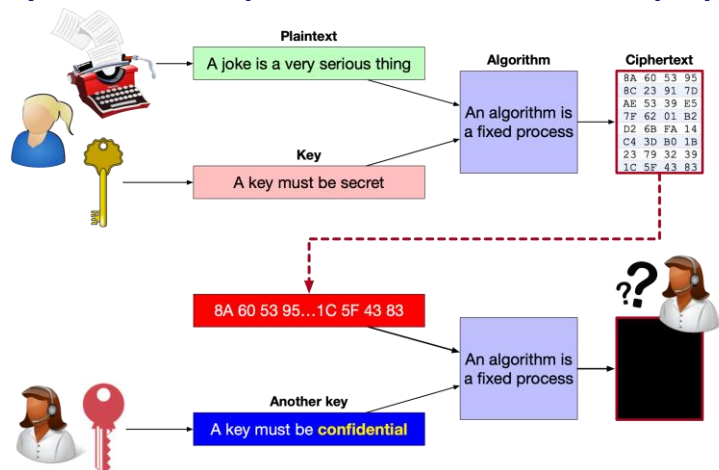 Plaintext
A joke is a very serious thing
Algorithm
An algorithm is
a fixed process
Ciphertext
8A 60 53 95
8C 23 91 7D
AE 53 39 E5
7F 62 01 B2
D2 6B FA 14
C4 3D B0 1B
23 79 32 39
1C 5F 43 83
Key
A key must be secret
8A 60 53 95...1C 5F 43 83
An algorithm is
a fixed process
??
Another key
A key must be confidential